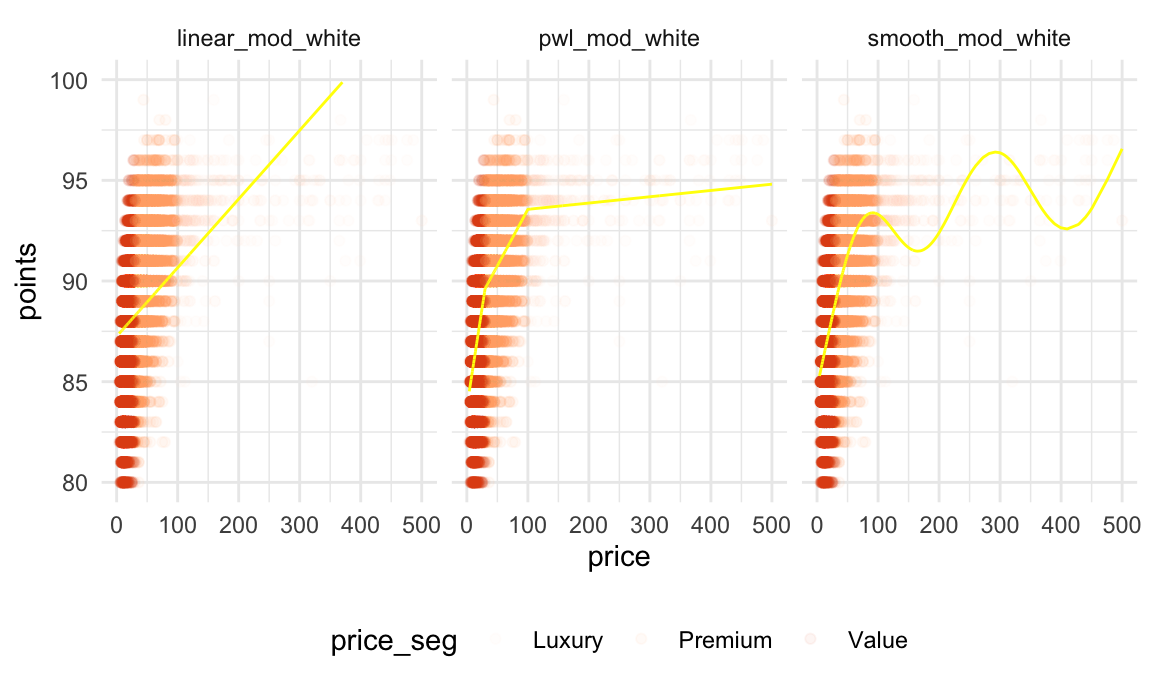 linear_mod_white pwl_mod_white smooth_mod_white
100
95
90
85
80
points
0 100 200 300 400 500 0 100 200 300 400 500 0 100 200 300 400 500
price
price_seg Luxury Premium Value